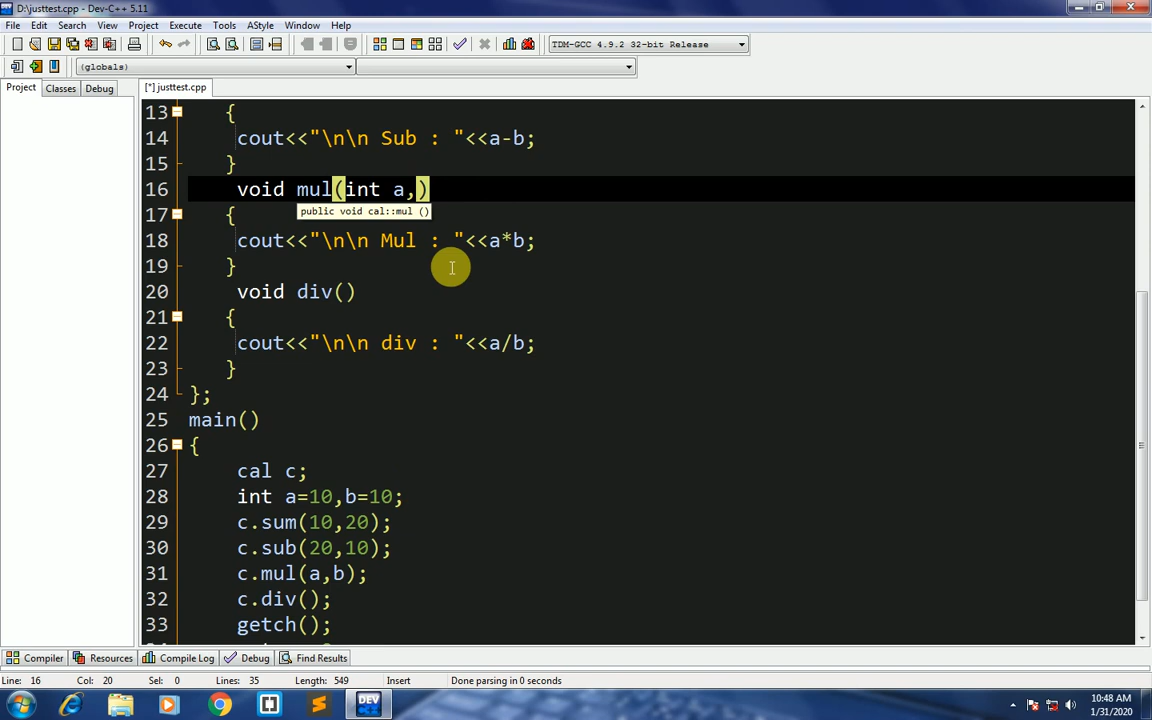 D:\justtest.cpp - Dev-C++ 5.11
File Edit Search View Project Execute Tools AStyle Window Help
TDM-GCC 4.9.2 32-bit Release
(globals)
Project Classes Debug [*] justtest.cpp
13 {
14 cout<<"\n\n Sub : "<<a-b;
15 }
16 void mul(int a,)
public void cal::mul ()
17 {
18 cout<<"\n\n Mul : "<<a*b;
19 }
20 void div()
21 {
22 cout<<"\n\n div : "<<a/b;
23 }
24 };
25 main()
26 {
27 cal c;
28 int a=10,b=10;
29 c.sum(10,20);
30 c.sub(20,10);
31 c.mul(a,b);
32 c.div();
33 getch();
Compiler Resources Compile Log Debug Find Results
Line: 16 Col: 20 Sel: 0 Lines: 35 Length: 549 Insert Done parsing in 0 seconds
DEV
10:48 AM
1/31/2020